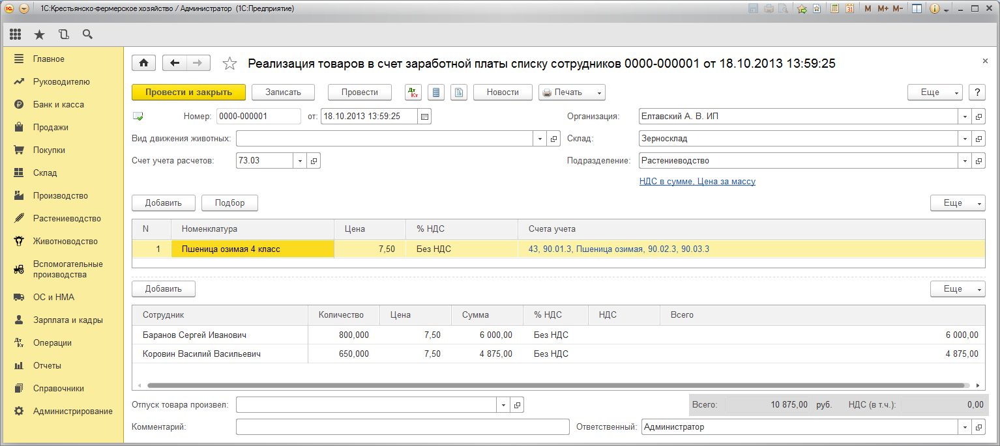 1С:Крестьянско-фермерское хозяйство / Администратор (1С:Предприятие)
M M+ M-
Главное
Руководителю
Банк и касса
Продажи
Покупки
Склад
Производство
Растениеводство
Животноводство
Вспомогательные
производства
ОС и НМА
Зарплата и кадры
Операции
Отчеты
Справочники
Администрирование
Реализация товаров в счет заработной платы списку сотрудников 0000-000001 от 18.10.2013 13:59:25
Провести и закрыть Записать Провести Дт Кт Новости Печать Еще ?
Номер: 0000-000001 от: 18.10.2013 13:59:25 Организация: Елтавский А. В. ИП
Вид движения животных: Склад: Зерносклад
Счет учета расчетов: 73.03 Подразделение: Растениеводство
НДС в сумме, Цена за массу
Добавить Подбор Еще
N Номенклатура Цена % НДС Счета учета
1 Пшеница озимая 4 класс 7,50 Без НДС 43, 90.01.3, Пшеница озимая, 90.02.3, 90.03.3
Добавить Еще
Сотрудник Количество Цена Сумма % НДС НДС Всего
Баранов Сергей Иванович 800,000 7,50 6 000,00 Без НДС 6 000,00
Коровин Василий Васильевич 650,000 7,50 4 875,00 Без НДС 4 875,00
Отпуск товара произвел: Всего: 10 875,00 руб. НДС (в т.ч.): 0,00
Комментарий: Ответственный: Администратор